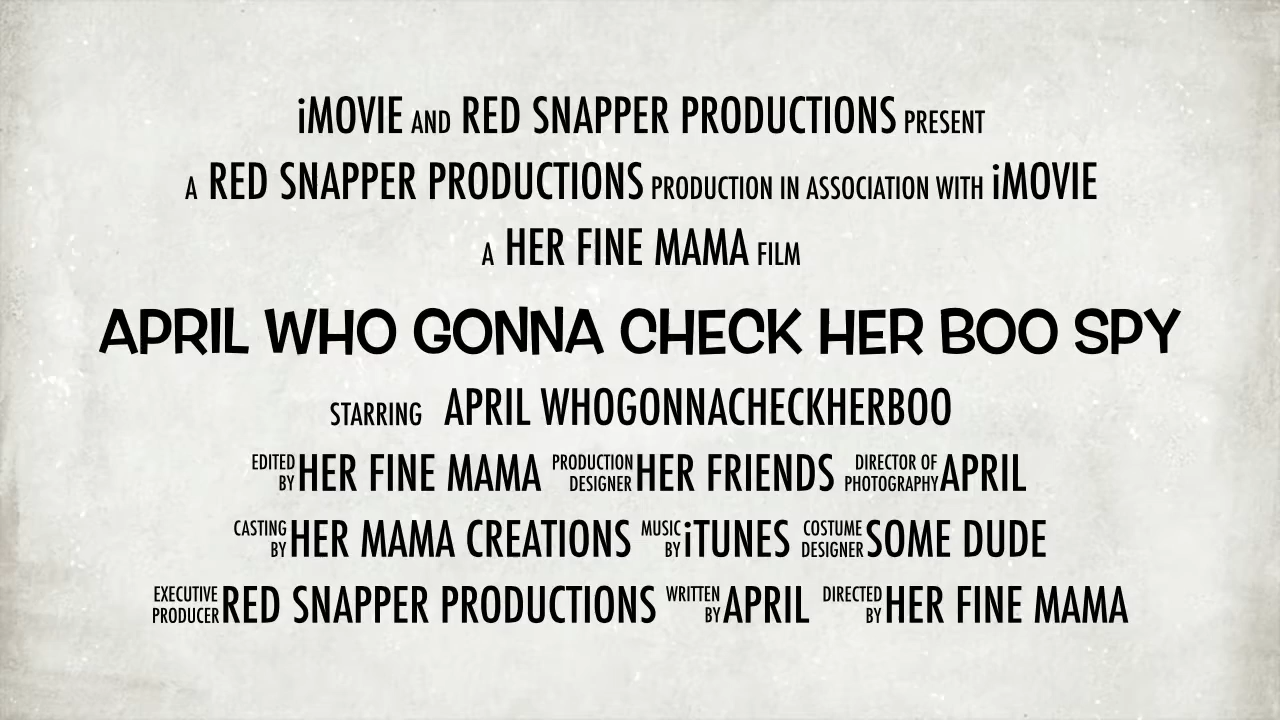 iMOVIE AND RED SNAPPER PRODUCTIONS PRESENT
A RED SNAPPER PRODUCTIONS PRODUCTION IN ASSOCIATION WITH iMOVIE
A HER FINE MAMA FILM
APRIL WHO GONNA CHECK HER BOO SPY
STARRING APRIL WHOGONNACHECKHERBOO
EDITED BY HER FINE MAMA PRODUCTION DESIGNER HER FRIENDS DIRECTOR OF PHOTOGRAPHY APRIL
CASTING BY HER MAMA CREATIONS MUSIC BY iTUNES COSTUME DESIGNER SOME DUDE
EXECUTIVE PRODUCER RED SNAPPER PRODUCTIONS WRITTEN BY APRIL DIRECTED BY HER FINE MAMA